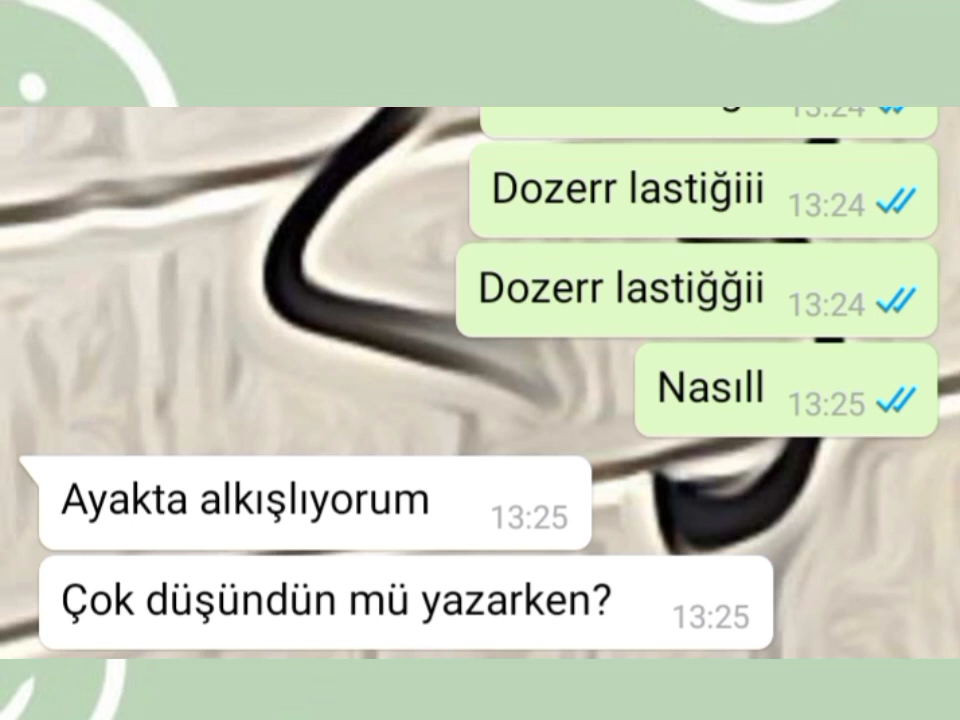 Dozerr lastiğiii 13:24
Dozerr lastiğğii 13:24
Nasıll 13:25
Ayakta alkışlıyorum 13:25
Çok düşündün mü yazarken? 13:25